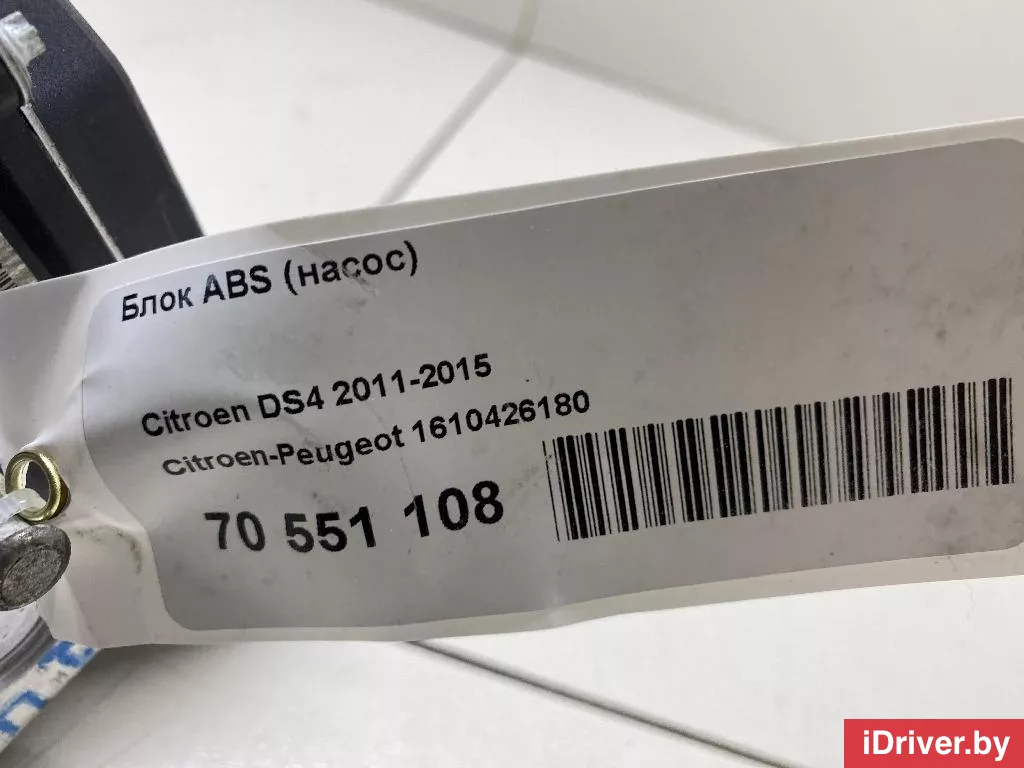 Блок ABS (насос)
Citroen DS4 2011-2015
Citroen-Peugeot 1610426180
70 551 108
iDriver.by